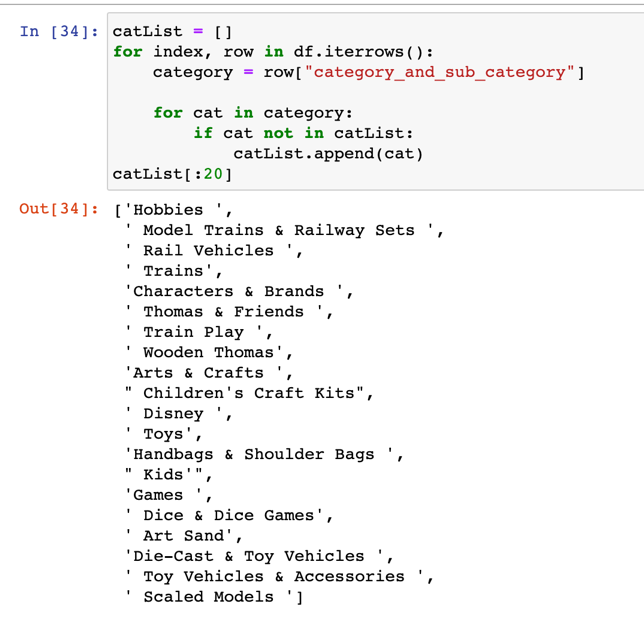 In [34]: catList = []
for index, row in df.iterrows():
    category = row["category_and_sub_category"]

    for cat in category:
        if cat not in catList:
            catList.append(cat)
catList[:20]
Out[34]: ['Hobbies ',
 ' Model Trains & Railway Sets ',
 ' Rail Vehicles ',
 ' Trains',
 'Characters & Brands ',
 ' Thomas & Friends ',
 ' Train Play ',
 ' Wooden Thomas',
 'Arts & Crafts ',
 " Children's Craft Kits",
 ' Disney ',
 ' Toys',
 'Handbags & Shoulder Bags ',
 " Kids'",
 'Games ',
 ' Dice & Dice Games',
 ' Art Sand',
 'Die-Cast & Toy Vehicles ',
 ' Toy Vehicles & Accessories ',
 ' Scaled Models ']